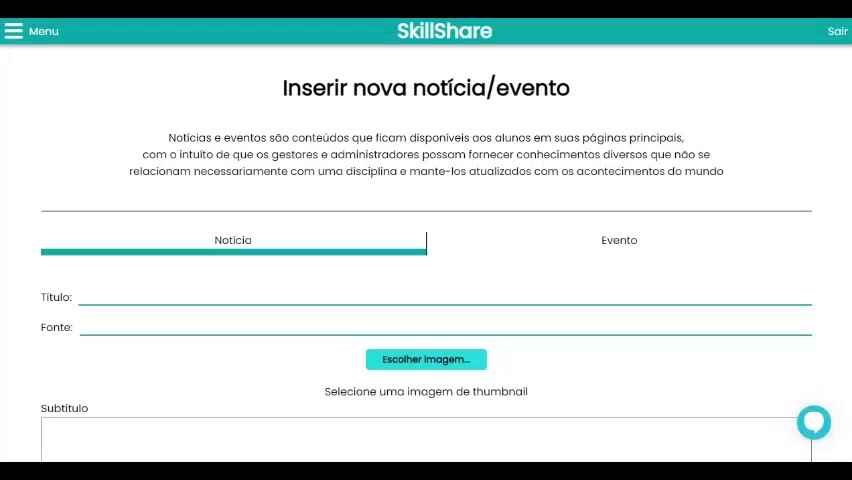 Menu
SkillShare
Sair
Inserir nova notícia/evento
Notícias e eventos são conteúdos que ficam disponíveis aos alunos em suas páginas principais,
com o intuito de que os gestores e administradores possam fornecer conhecimentos diversos que não se
relacionam necessariamente com uma disciplina e mante-los atualizados com os acontecimentos do mundo
Notícia
Evento
Título:
Fonte:
Escolher imagem...
Selecione uma imagem de thumbnail
Subtítulo